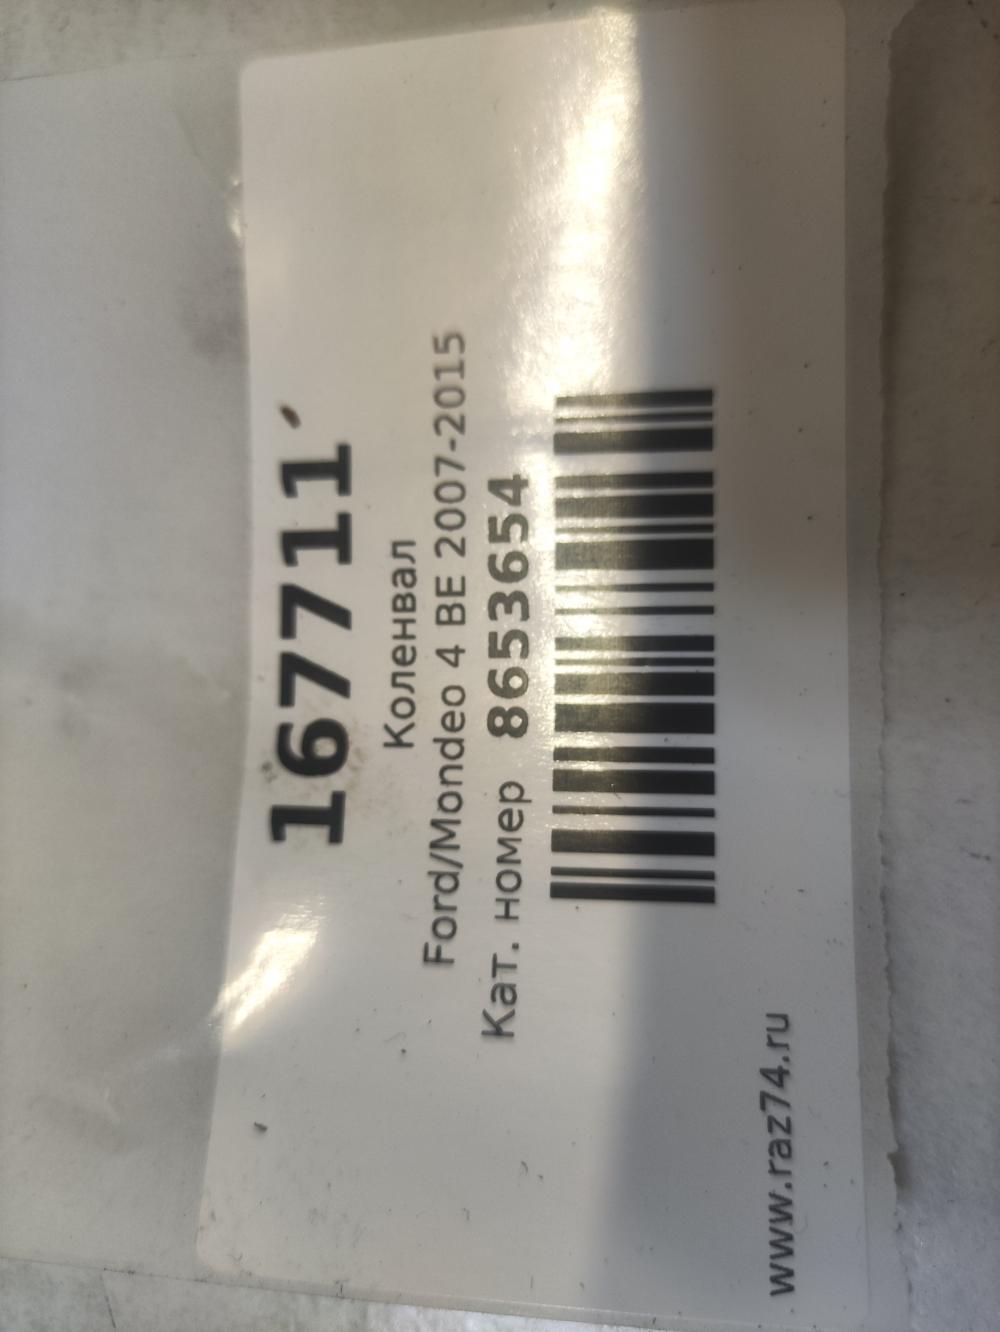 167711
Коленвал
Ford/Mondeo 4 BE 2007-2015
Кат. номер 8653654
www.raz74.ru